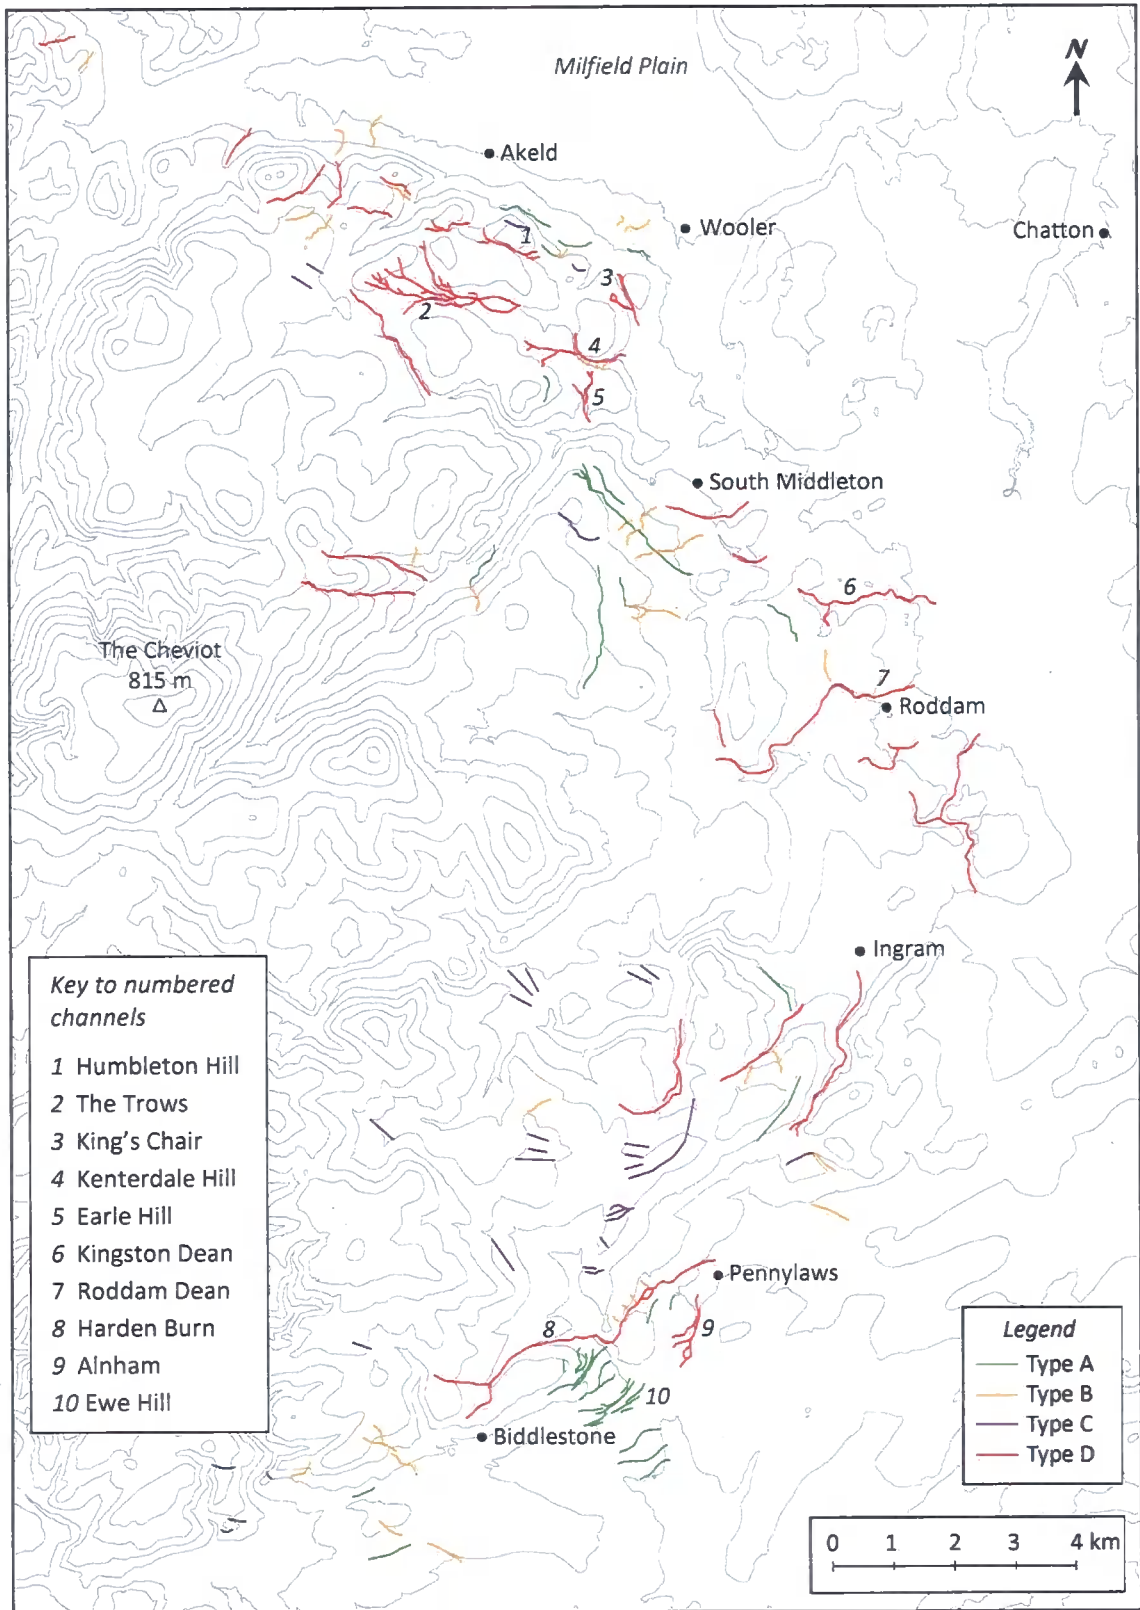 Milfield Plain
N
Akeld
Wooler
Chatton
1
2
3
4
5
South Middleton
6
The Cheviot
815 m
7
Roddam
Ingram
Key to numbered
channels
1 Humbleton Hill
2 The Trows
3 King's Chair
4 Kenterdale Hill
5 Earle Hill
6 Kingston Dean
7 Roddam Dean
8 Harden Burn
9 Alnham
10 Ewe Hill
Pennylaws
8
9
10
Biddlestone
Legend
Type A
Type B
Type C
Type D
0 1 2 3 4 km